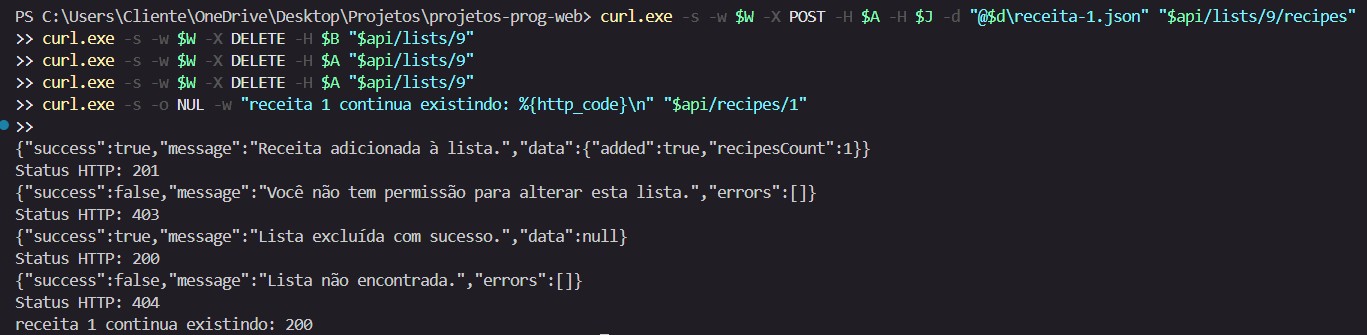 PS C:\Users\Cliente\OneDrive\Desktop\Projetos\projetos-prog-web> curl.exe -s -w $W -X POST -H $A -H $J -d "@$d\receita-1.json" "$api/lists/9/recipes"
>> curl.exe -s -w $W -X DELETE -H $B "$api/lists/9"
>> curl.exe -s -w $W -X DELETE -H $A "$api/lists/9"
>> curl.exe -s -w $W -X DELETE -H $A "$api/lists/9"
>> curl.exe -s -o NUL -w "receita 1 continua existindo: %{http_code}\n" "$api/recipes/1"
>>
{"success":true,"message":"Receita adicionada à lista.","data":{"added":true,"recipesCount":1}}
Status HTTP: 201
{"success":false,"message":"Você não tem permissão para alterar esta lista.","errors":[]}
Status HTTP: 403
{"success":true,"message":"Lista excluída com sucesso.","data":null}
Status HTTP: 200
{"success":false,"message":"Lista não encontrada.","errors":[]}
Status HTTP: 404
receita 1 continua existindo: 200